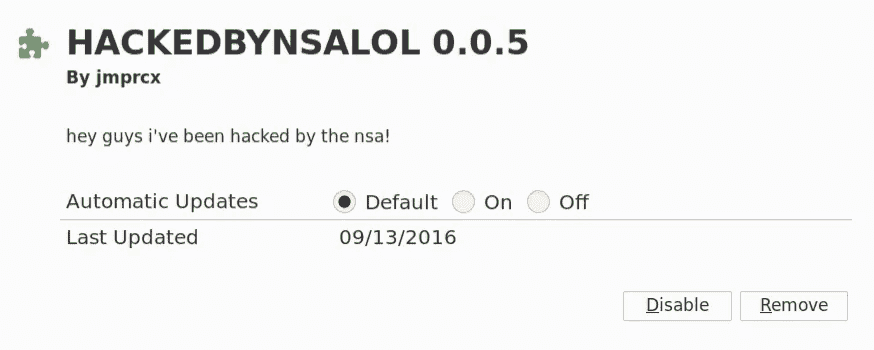 HACKEDBYNSALOL 0.0.5
By jmprcx
hey guys i've been hacked by the nsa!
Automatic Updates Default On Off
Last Updated 09/13/2016
Disable Remove